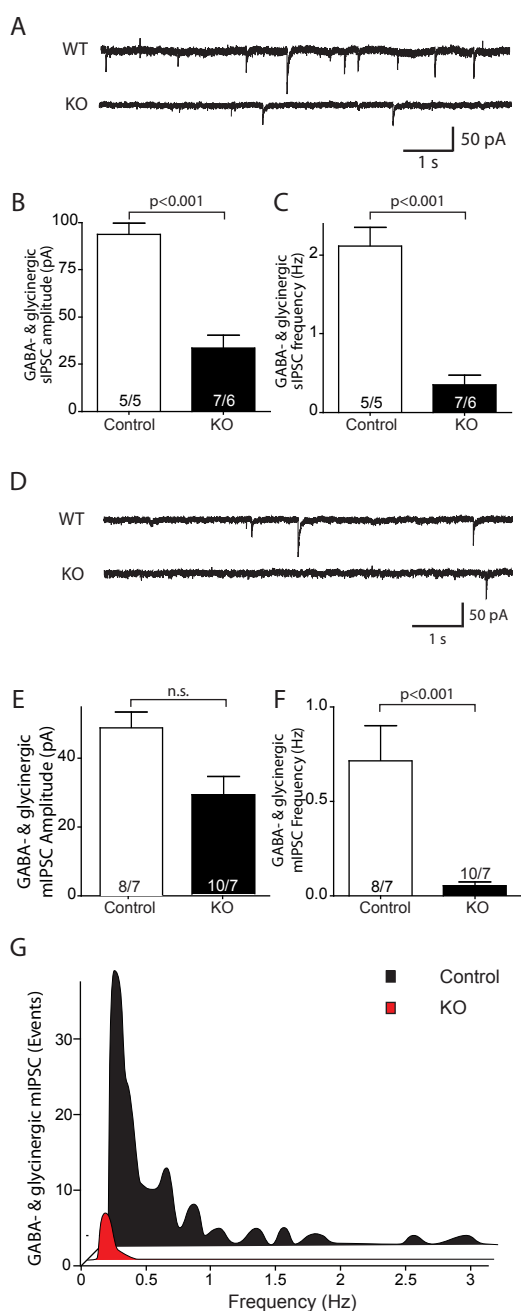 A
WT
KO
50 pA
1 s
B
p<0.001
GABA- & glycinergic
sIPSC amplitude (pA)
100
75
50
25
0
5/5
7/6
Control
KO
C
p<0.001
GABA- & glycinergic
sIPSC frequency (Hz)
2
1
0
5/5
7/6
Control
KO
D
WT
KO
50 pA
1 s
E
n.s.
GABA- & glycinergic
mIPSC Amplitude (pA)
40
20
0
8/7
10/7
Control
KO
F
p<0.001
GABA- & glycinergic
mIPSC Frequency (Hz)
1.0
0.5
0.0
8/7
10/7
Control
KO
G
Control
KO
GABA- & glycinergic mIPSC (Events)
30
20
10
0
0
0.5
1
1.5
2
2.5
3
Frequency (Hz)